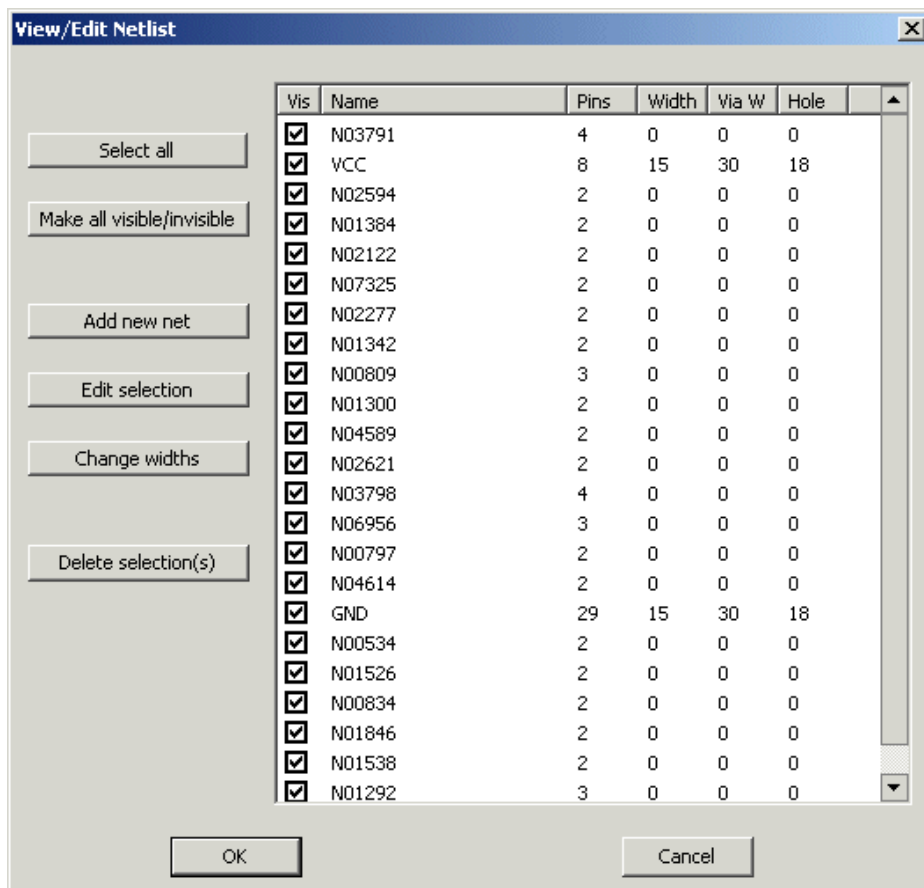 View/Edit Netlist
Select all
Make all visible/invisible
Add new net
Edit selection
Change widths
Delete selection(s)
Vis Name Pins Width Via W Hole
N03791 4 0 0 0
VCC 8 15 30 18
N02594 2 0 0 0
N01384 2 0 0 0
N02122 2 0 0 0
N07325 2 0 0 0
N02277 2 0 0 0
N01342 2 0 0 0
N00809 3 0 0 0
N01300 2 0 0 0
N04589 2 0 0 0
N02621 2 0 0 0
N03798 4 0 0 0
N06956 3 0 0 0
N00797 2 0 0 0
N04614 2 0 0 0
GND 29 15 30 18
N00534 2 0 0 0
N01526 2 0 0 0
N00834 2 0 0 0
N01846 2 0 0 0
N01538 2 0 0 0
N01292 3 0 0 0
OK Cancel